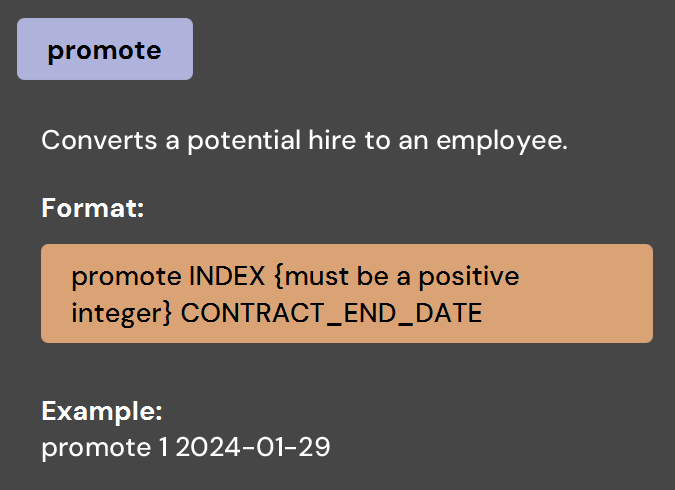 promote
Converts a potential hire to an employee.
Format:
promote INDEX {must be a positive
integer} CONTRACT_END_DATE
Example:
promote 1 2024-01-29